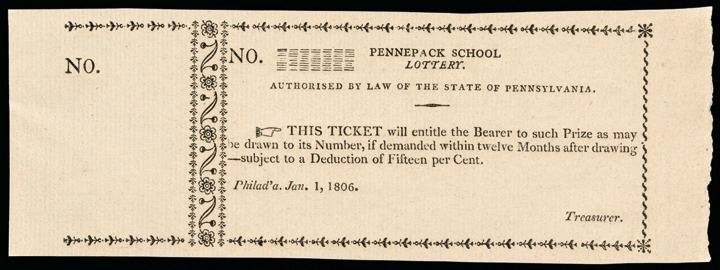 NO.
NO. PENNEPACK SCHOOL
LOTTERY.
AUTHORISED BY LAW OF THE STATE OF PENNSYLVANIA.
THIS TICKET will entitle the Bearer to such Prize as may
be drawn to its Number, if demanded within twelve Months after drawing
—subject to a Deduction of Fifteen per Cent.
Philad'a. Jan. 1, 1806.
Treasurer.